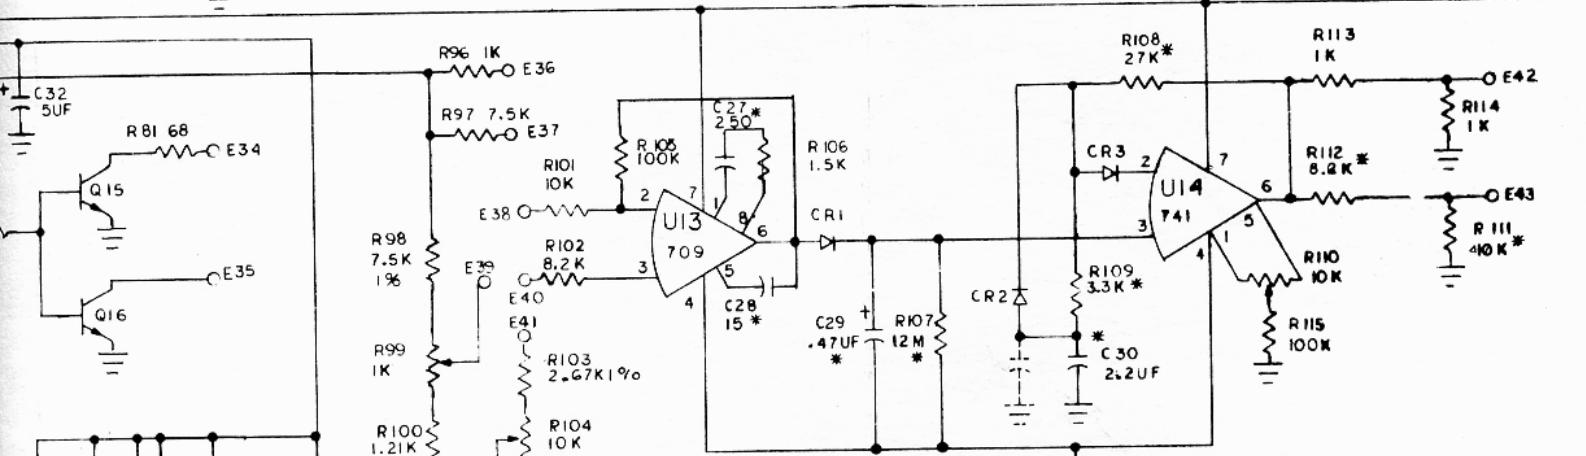 +
C32
5UF
R81 68
E34
Q15
E35
Q16
R96 1K
E36
R97 7.5K
E37
R98
7.5K
1%
E39
R99
1K
R100
1.21K
R101
10K
E38
R102
8.2K
E40
E41
R103
2.67K 1%
R104
10K
R105
100K
C27
250*
R106
1.5K
2
7
1
8
U13
709
6
3
5
4
C28
15*
CR1
+
C29
.47UF
*
R107
12M
*
R108
27K*
CR3
CR2
R109
3.3K*
*
C30
2.2UF
2
7
U14
741
6
3
5
1
4
R113
1K
E42
R114
1K
R112
8.2K*
E43
R111
R110
10K
R115
100K